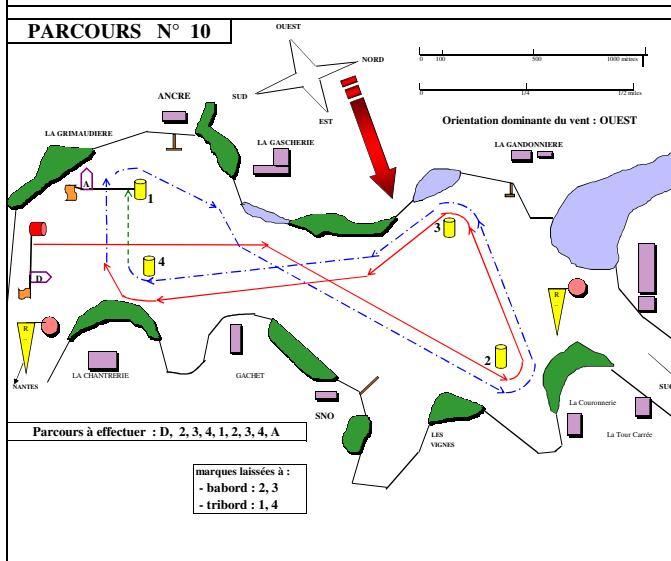 PARCOURS N° 10
OUEST
NORD
SUD
EST
0 100 500 1000 mètres
0 1/4 1/2 miles
Orientation dominante du vent : OUEST
ANCRE
LA GRIMAUDIERE
LA GASCHERIE
LA GANDONNIERE
A
1
3
4
D
2
R
R
NANTES
LA CHANTRERIE
GACHET
SNO
LES
VIGNES
La Couronnerie
La Tour Carrée
SUC
Parcours à effectuer : D, 2, 3, 4, 1, 2, 3, 4, A
marques laissées à :
- babord : 2, 3
- tribord : 1, 4